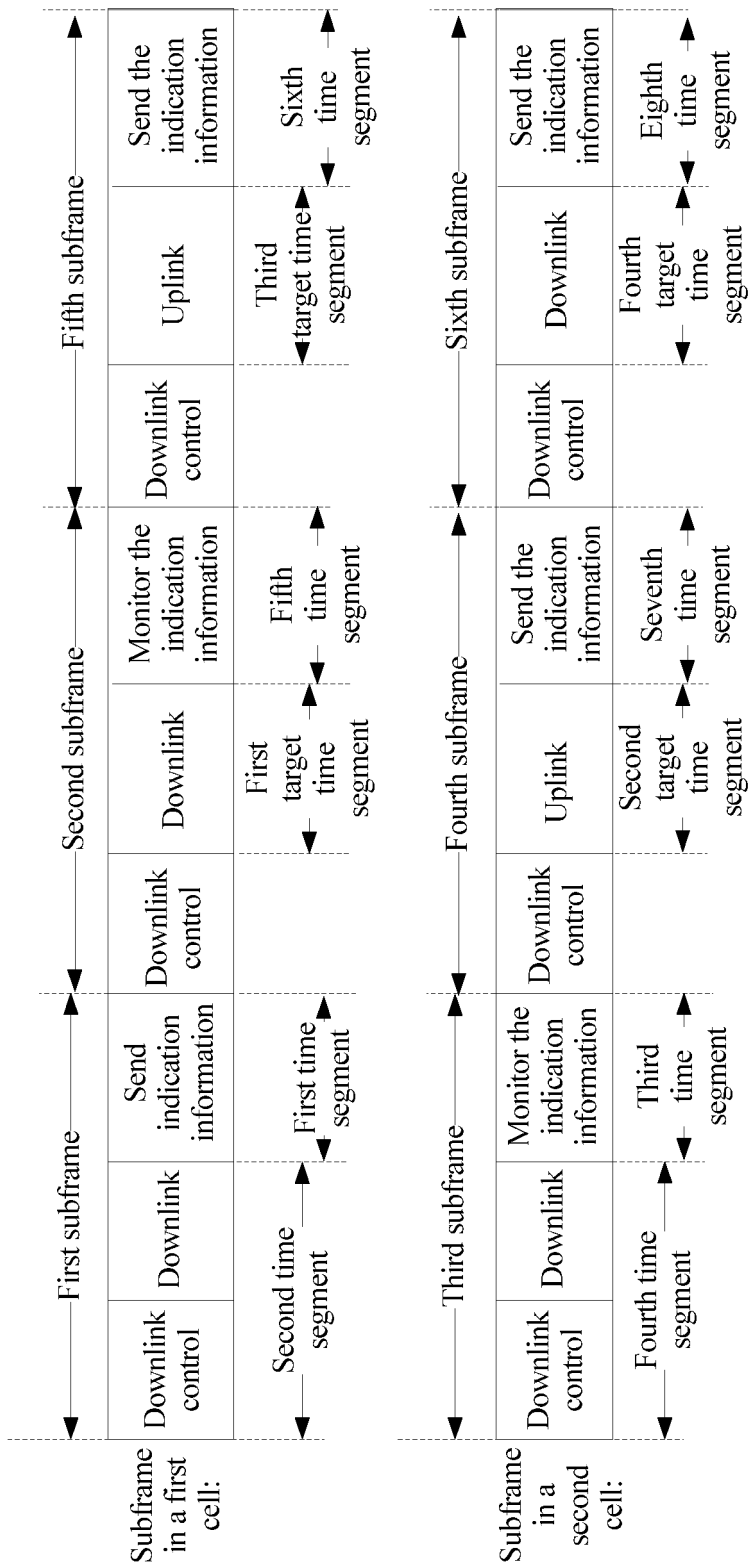 Subframe
in a first
cell:
First subframe
Second subframe
Fifth subframe
Downlink
control
Downlink
Send
indication
information
Downlink
control
Downlink
Monitor the
indication
information
Downlink
control
Uplink
Send the
indication
information
Second time
segment
First time
segment
First
target
time
segment
Fifth
time
segment
Third
target time
segment
Sixth
time
segment
Subframe
in a
second
cell:
Third subframe
Fourth subframe
Sixth subframe
Downlink
control
Downlink
Monitor the
indication
information
Downlink
control
Uplink
Send the
indication
information
Downlink
control
Downlink
Send the
indication
information
Fourth time
segment
Third
time
segment
Second
target
time
segment
Seventh
time
segment
Fourth
target
time
segment
Eighth
time
segment